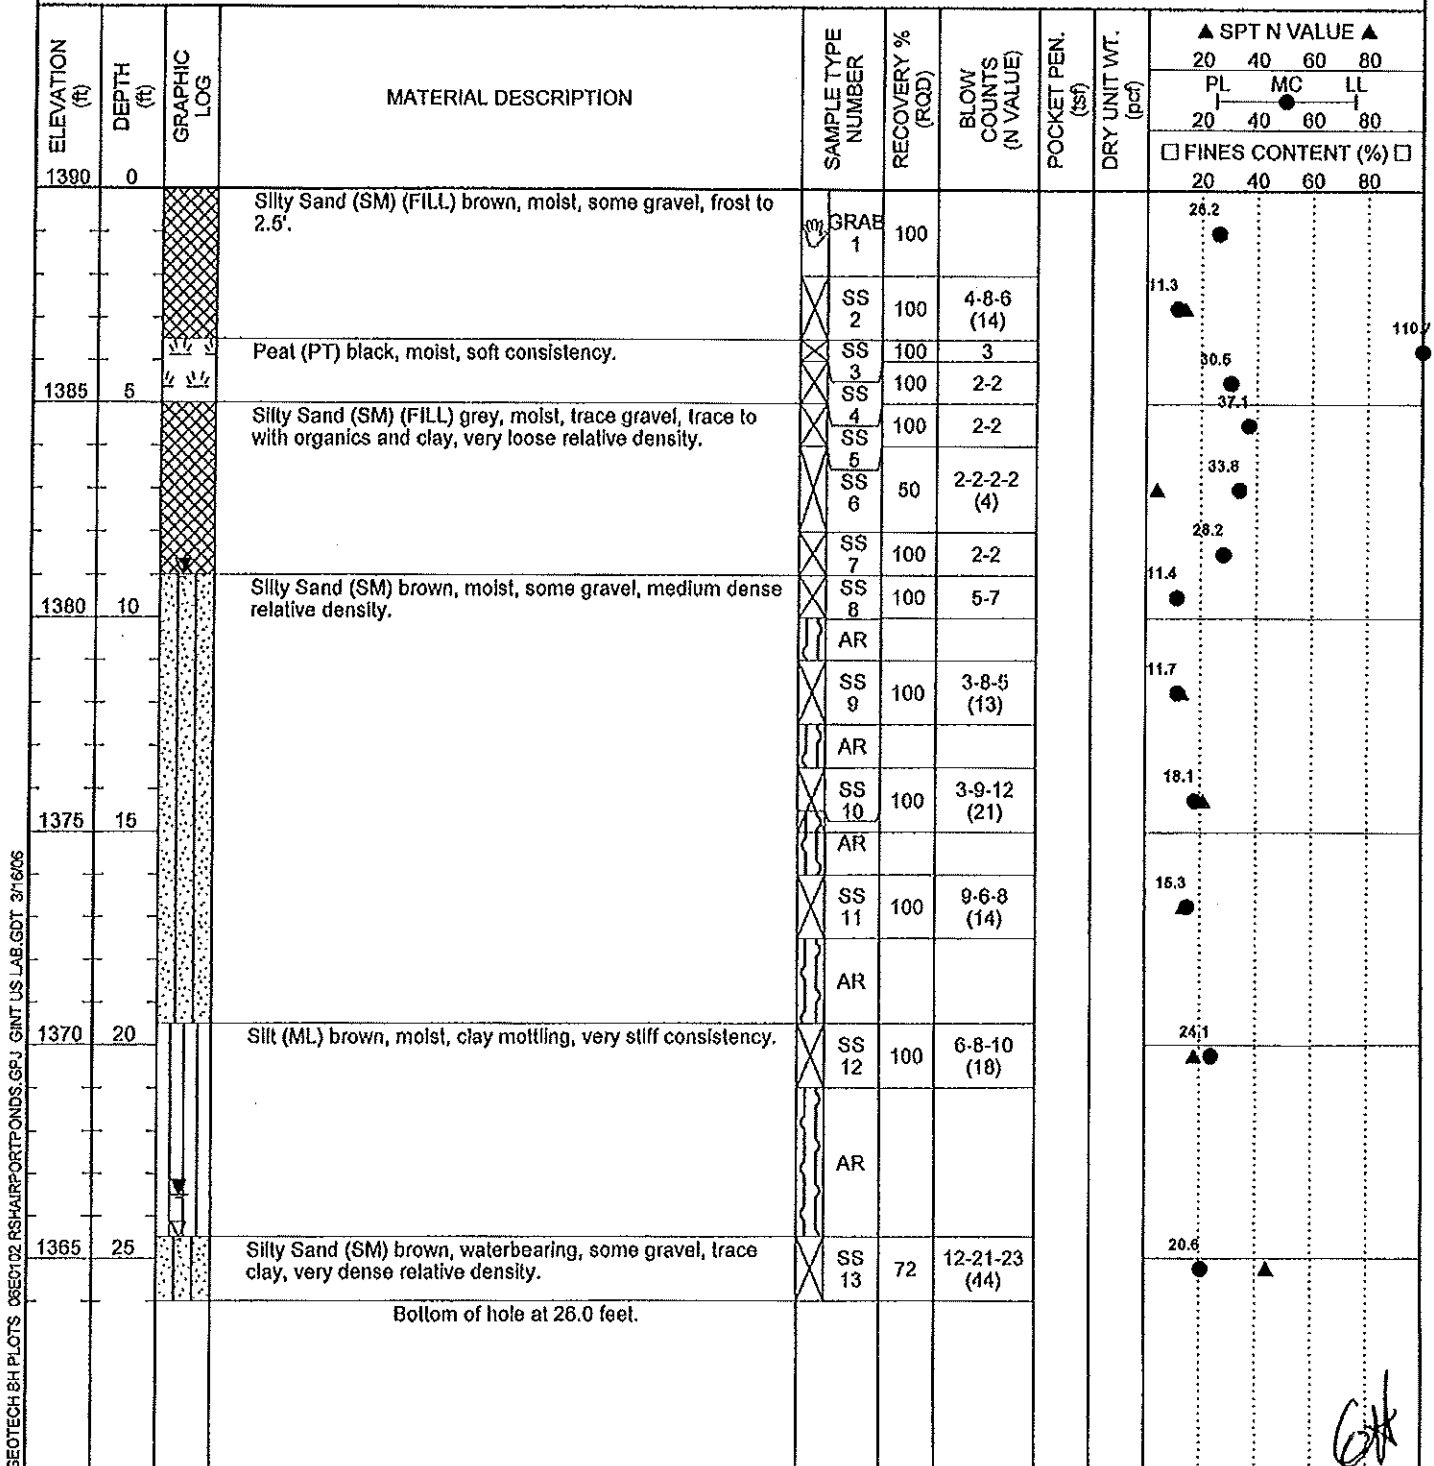 ELEVATION (ft)
DEPTH (ft)
GRAPHIC LOG
MATERIAL DESCRIPTION
SAMPLE TYPE NUMBER
RECOVERY % (RQD)
BLOW COUNTS (N VALUE)
POCKET PEN. (tsf)
DRY UNIT WT. (pcf)
▲ SPT N VALUE ▲
20 40 60 80
PL MC LL
20 40 60 80
☐ FINES CONTENT (%) ☐
20 40 60 80
1390 0
Silty Sand (SM) (FILL) brown, moist, some gravel, frost to
2.5'.
GRAB 1 100
26.2
SS 2 100 4-8-6 (14)
11.3
Peat (PT) black, moist, soft consistency.
SS 3 100 3
110.7
SS 4 100 2-2
30.5
1385 5
Silty Sand (SM) (FILL) grey, moist, trace gravel, trace to
with organics and clay, very loose relative density.
SS 5 100 2-2
37.1
SS 6 50 2-2-2-2 (4)
33.8
SS 7 100 2-2
28.2
Silty Sand (SM) brown, moist, some gravel, medium dense
relative density.
SS 8 100 5-7
11.4
1380 10
AR
SS 9 100 3-8-5 (13)
11.7
AR
SS 10 100 3-9-12 (21)
18.1
1375 15
AR
SS 11 100 9-6-8 (14)
15.3
AR
1370 20
Silt (ML) brown, moist, clay mottling, very stiff consistency.
SS 12 100 6-8-10 (18)
24.1
AR
1365 25
Silty Sand (SM) brown, waterbearing, some gravel, trace
clay, very dense relative density.
SS 13 72 12-21-23 (44)
20.6
Bottom of hole at 26.0 feet.
GEOTECH BH PLOTS 06E0102 RSHAIRPORTPONDS.GPJ GINT US LAB.GDT 3/16/06